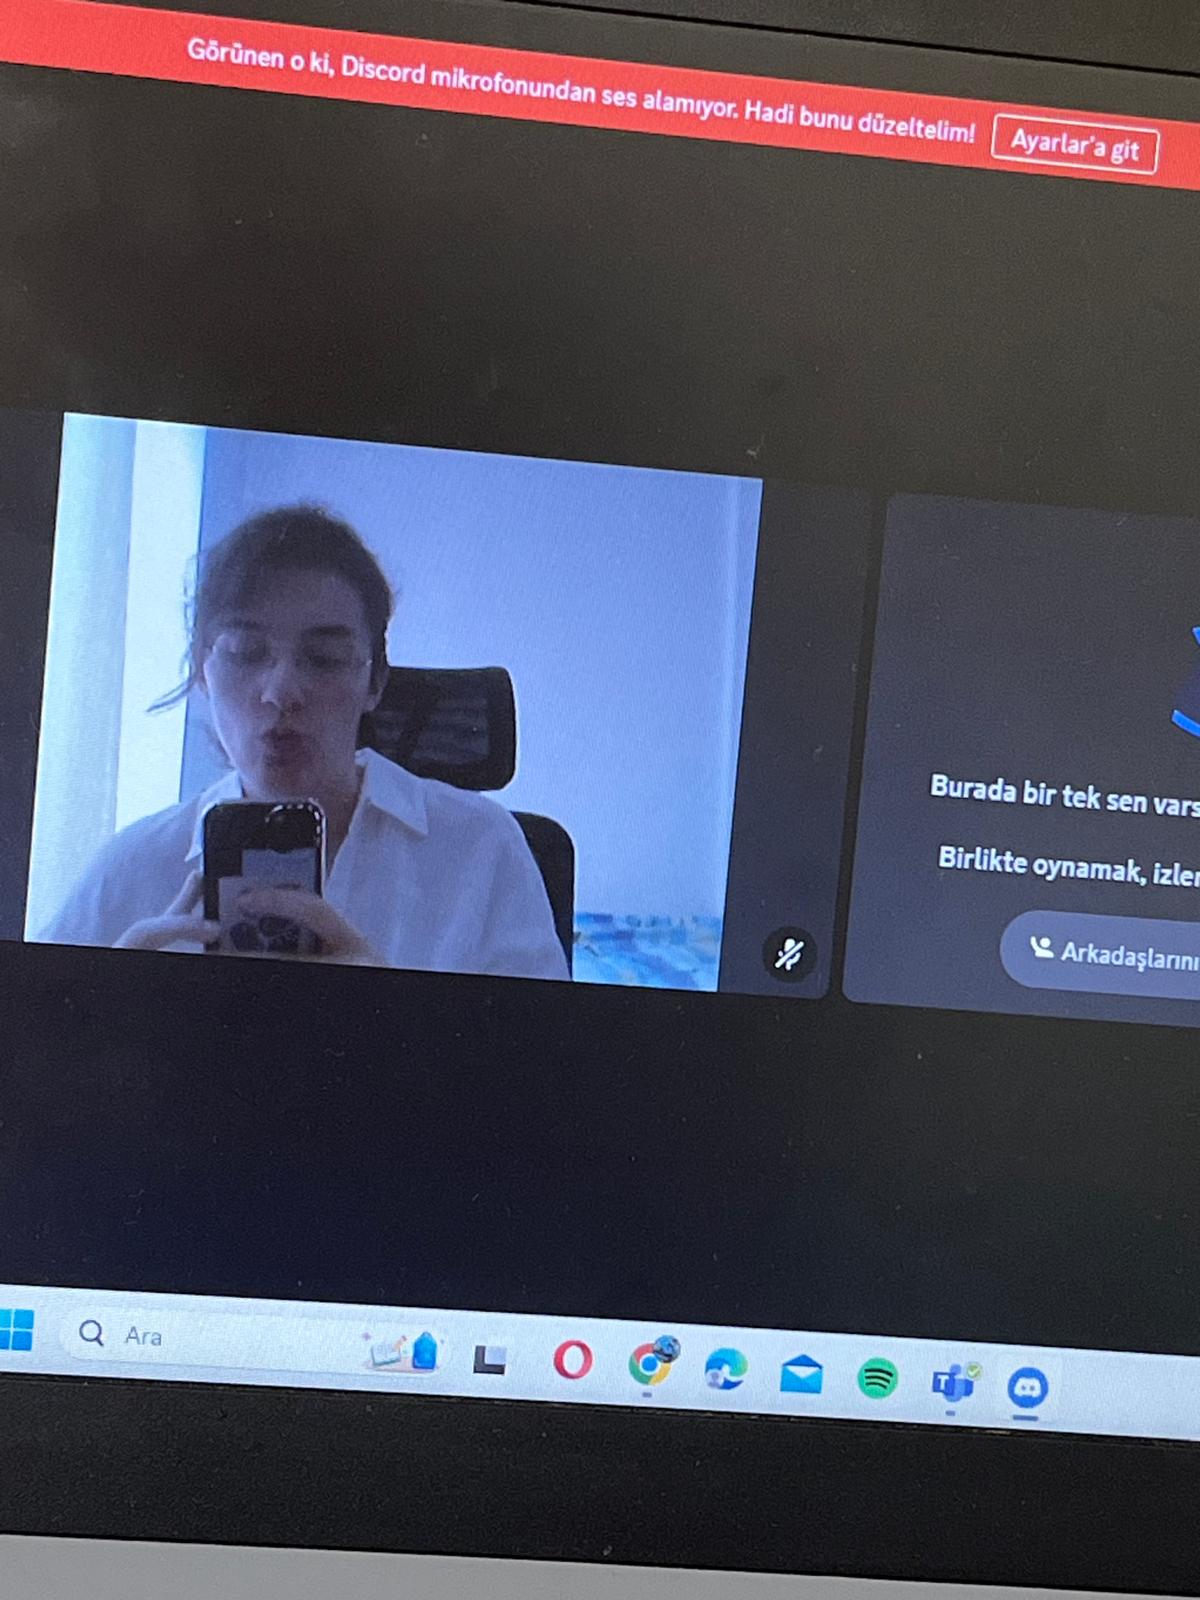 Görünen o ki, Discord mikrofonundan ses alamıyor. Hadi bunu düzeltelim!
Ayarlar'a git
Burada bir tek sen
Birlikte oynamak,
Arkadaşlarını
Ara